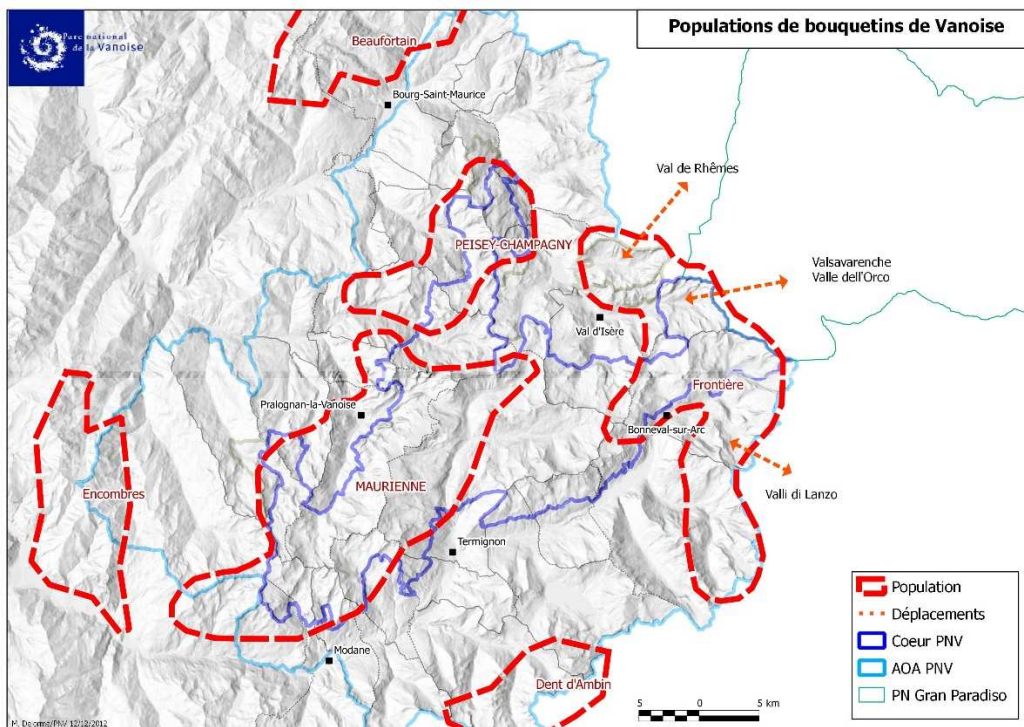 Parc national
de la Vanoise
Populations de bouquetins de Vanoise
Beaufortain
Bourg-Saint-Maurice
Val de Rhêmes
PEISEY-CHAMPAGNY
Valsavarenche
Valle dell'Orco
Val d'Isère
Frontière
Pralognan-la-Vanoise
Bonneval-sur-Arc
Encombres
MAURIENNE
Valli di Lanzo
Termignon
Modane
Dent d'Ambin
Population
Déplacements
Coeur PNV
AOA PNV
PN Gran Paradiso
5 0 5 km
M. Delorme/PNV 12/12/2012